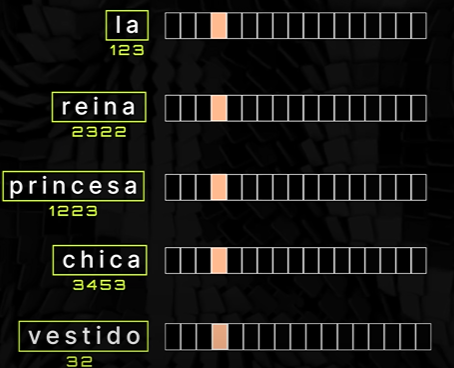 la
123
reina
2322
princesa
1223
chica
3453
vestido
32